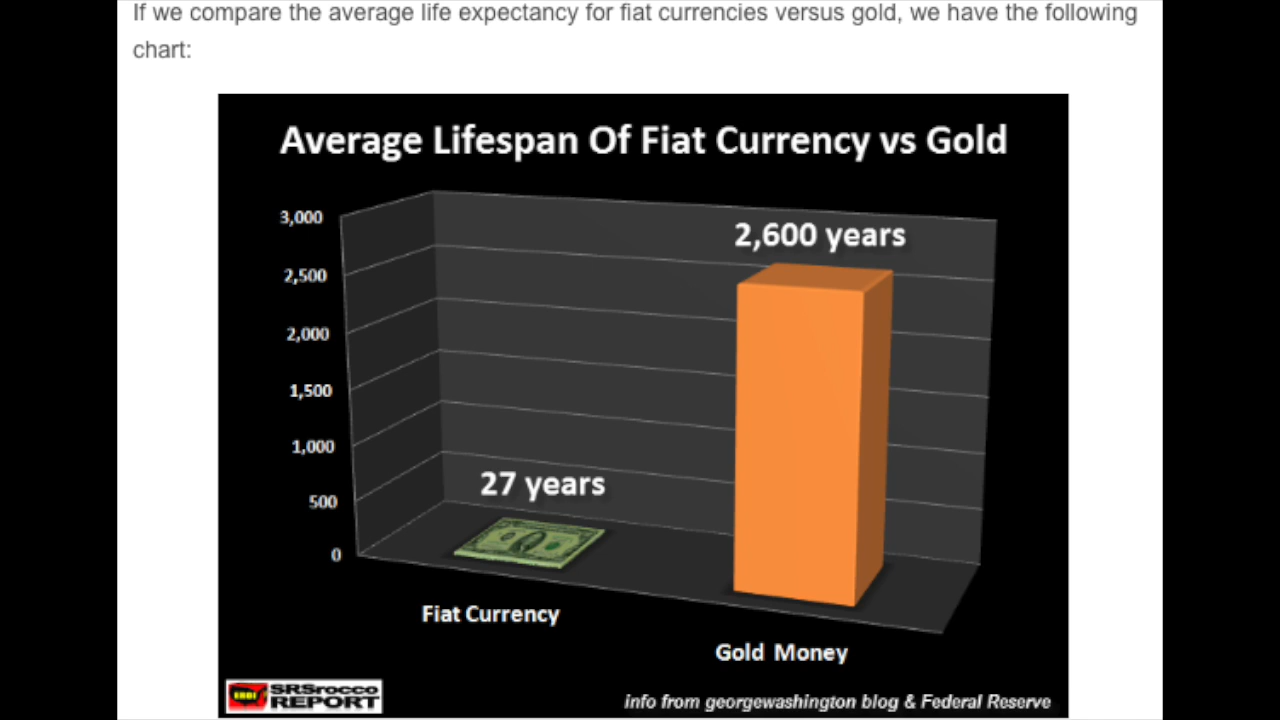 If we compare the average life expectancy for fiat currencies versus gold, we have the following
chart:
Average Lifespan Of Fiat Currency vs Gold
3,000
2,500
2,000
1,500
1,000
500
0
2,600 years
27 years
Fiat Currency
Gold Money
SRSrocco
REPORT
info from georgewashington blog & Federal Reserve